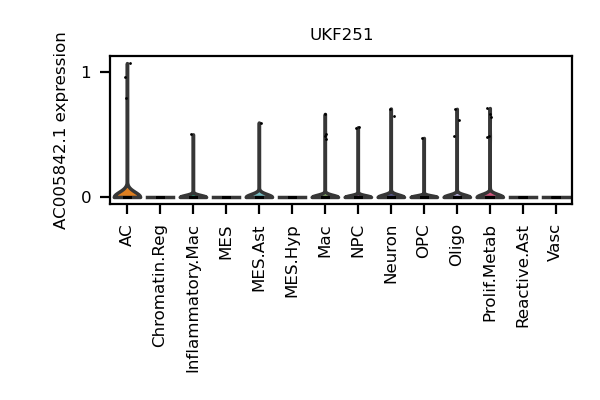 UKF251
AC005842.1 expression
1
0
AC
Chromatin.Reg
Inflammatory.Mac
MES
MES.Ast
MES.Hyp
Mac
NPC
Neuron
OPC
Oligo
Prolif.Metab
Reactive.Ast
Vasc